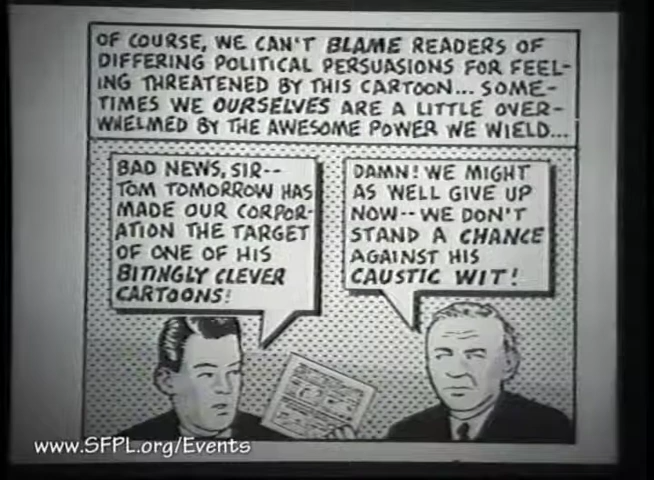 OF COURSE, WE CAN'T BLAME READERS OF
DIFFERING POLITICAL PERSUASIONS FOR FEEL-
ING THREATENED BY THIS CARTOON... SOME-
TIMES WE OURSELVES ARE A LITTLE OVER-
WHELMED BY THE AWESOME POWER WE WIELD...
BAD NEWS, SIR--
TOM TOMORROW HAS
MADE OUR CORPOR-
ATION THE TARGET
OF ONE OF HIS
BITINGLY CLEVER
CARTOONS!
DAMN! WE MIGHT
AS WELL GIVE UP
NOW-- WE DON'T
STAND A CHANCE
AGAINST HIS
CAUSTIC WIT!
www.SFPL.org/Events